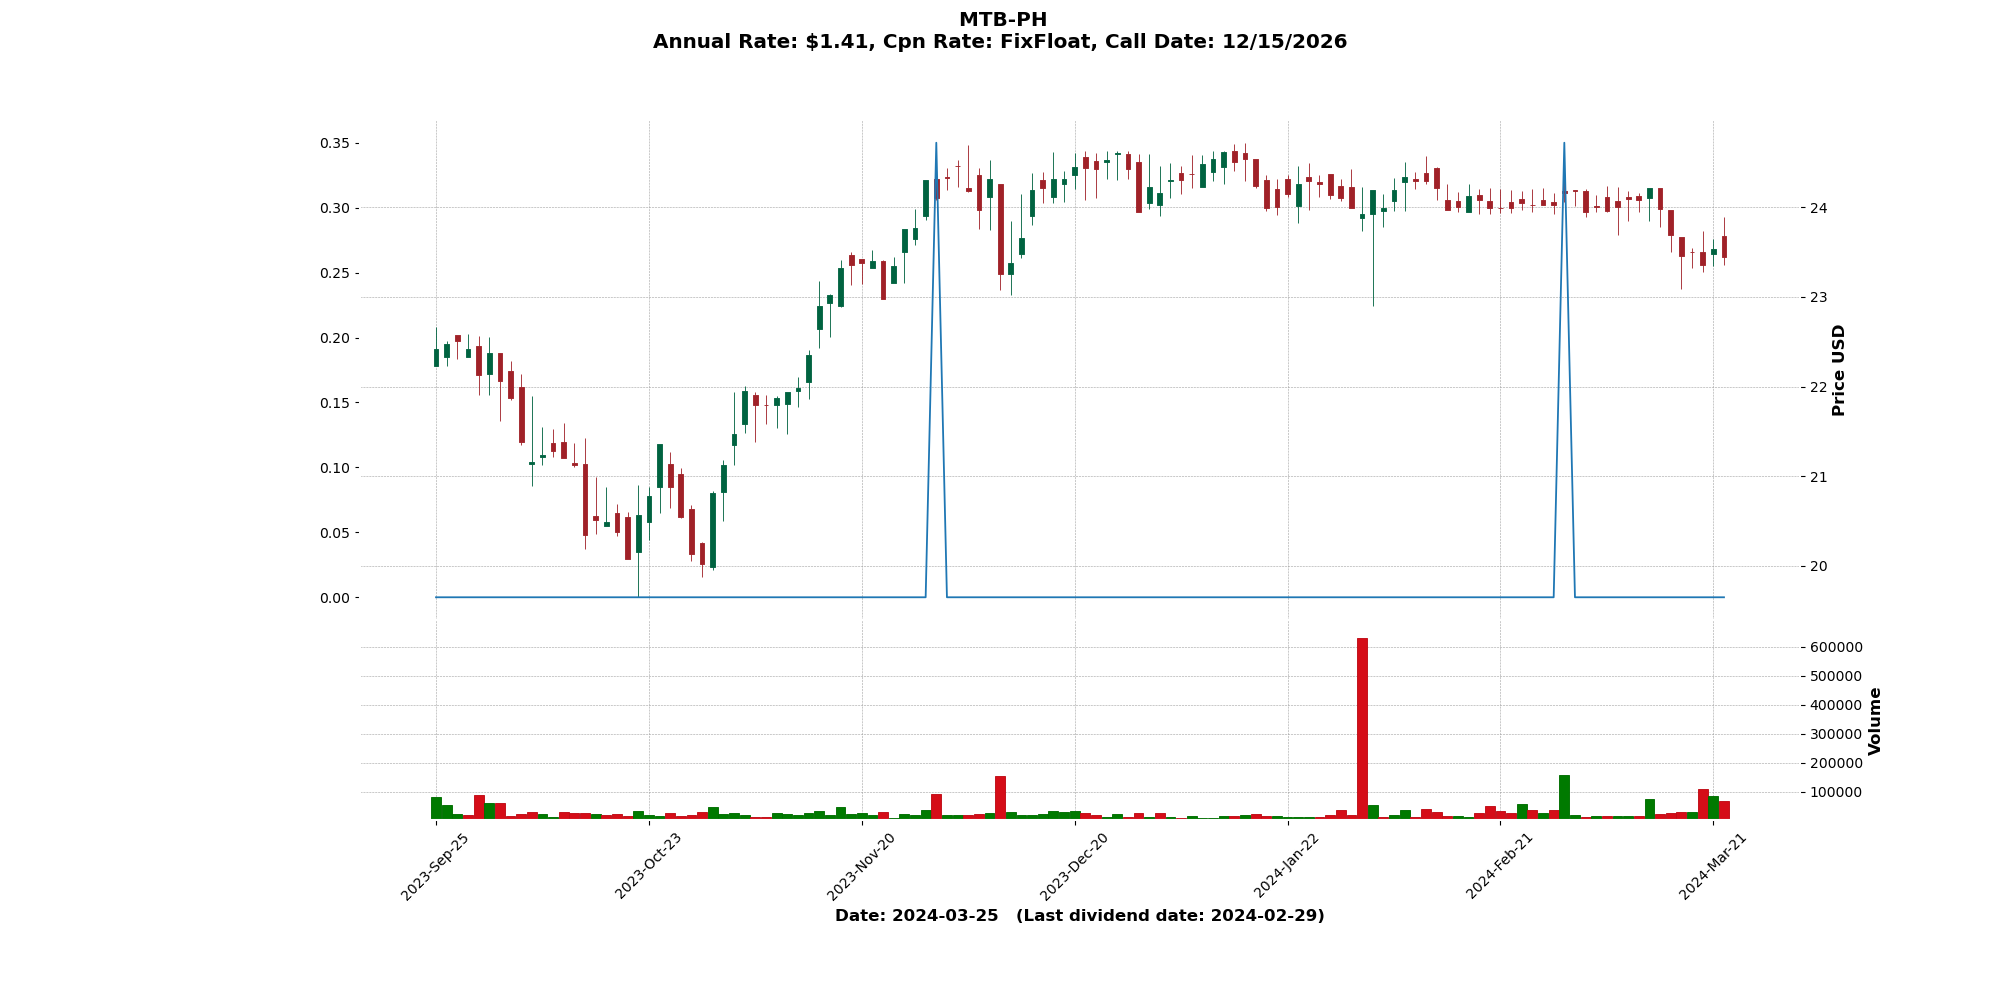 MTB-PH
Annual Rate: $1.41, Cpn Rate: FixFloat, Call Date: 12/15/2026
0.35
0.30
0.25
0.20
0.15
0.10
0.05
0.00
24
23
22
21
20
Price USD
600000
500000
400000
300000
200000
100000
Volume
2023-Sep-25
2023-Oct-23
2023-Nov-20
2023-Dec-20
2024-Jan-22
2024-Feb-21
2024-Mar-21
Date: 2024-03-25   (Last dividend date: 2024-02-29)